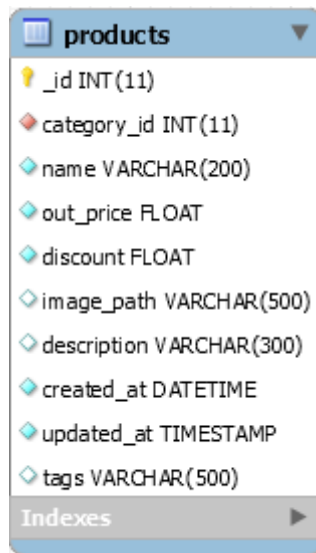 products
_id INT(11)
category_id INT(11)
name VARCHAR(200)
out_price FLOAT
discount FLOAT
image_path VARCHAR(500)
description VARCHAR(300)
created_at DATETIME
updated_at TIMESTAMP
tags VARCHAR(500)
Indexes